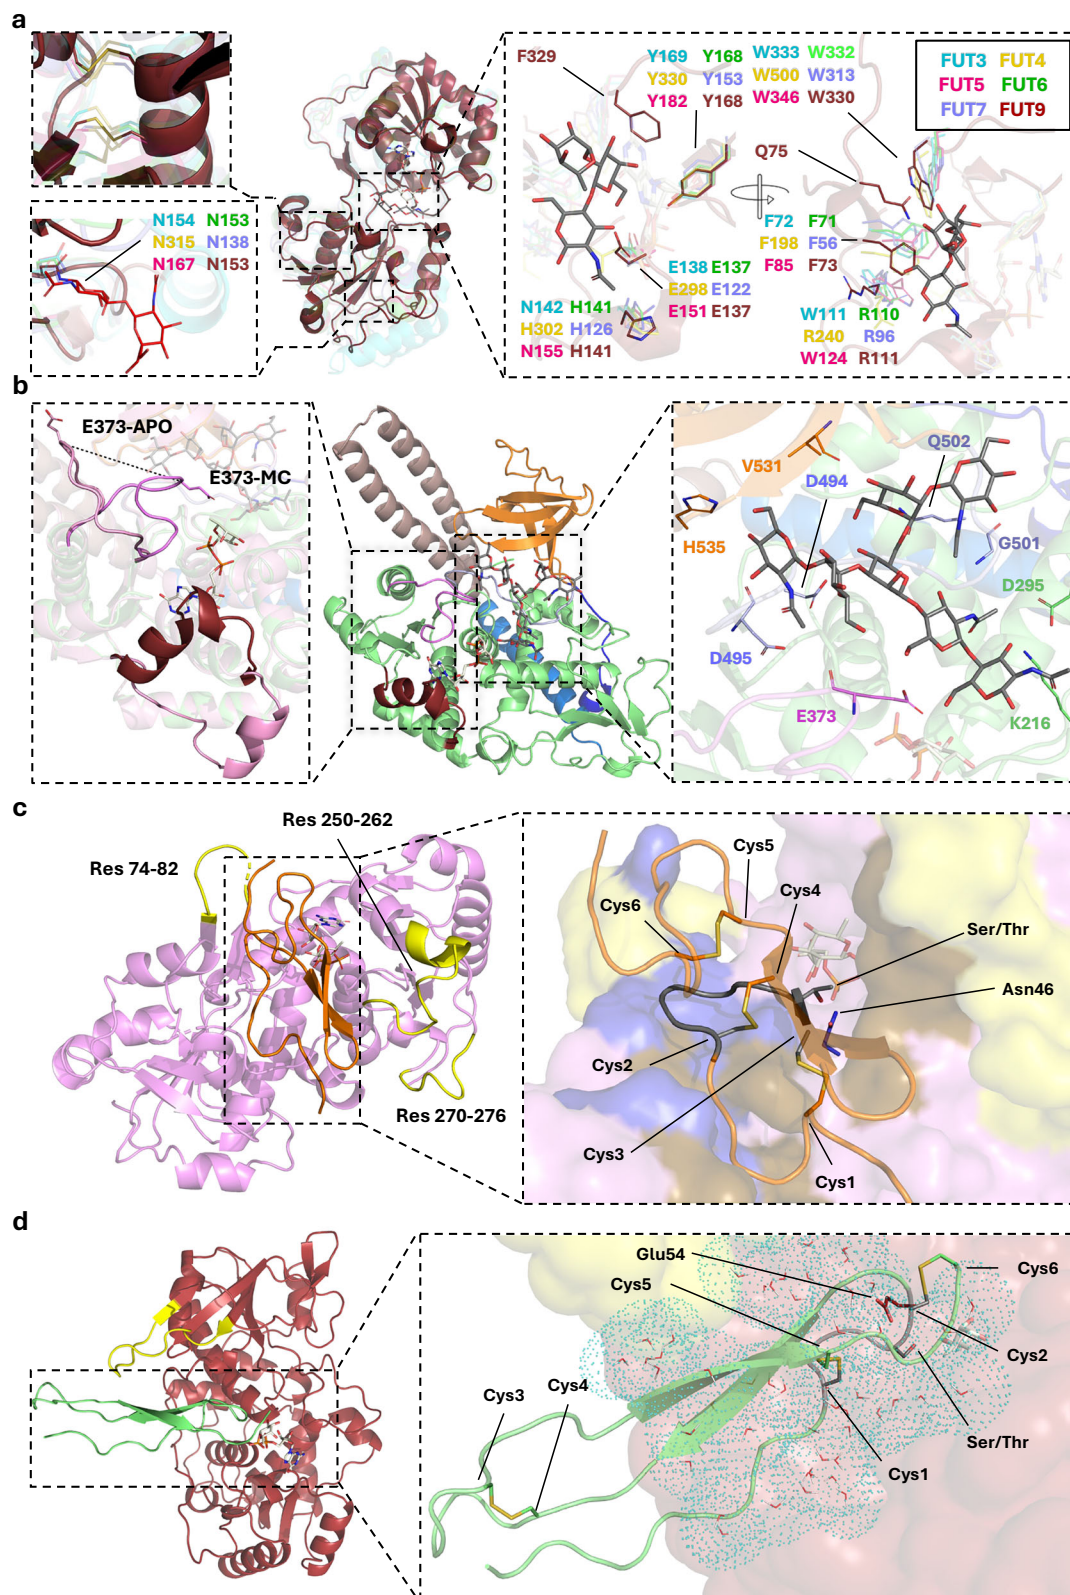 a
F329
Y169 Y168 W333 W332
Y330 Y153 W500 W313
Y182 Y168 W346 W330
FUT3 FUT4
FUT5 FUT6
FUT7 FUT9
Q75
N154 N153
N315 N138
N167 N153
F72 F71
F198 F56
F85 F73
E138 E137
E298 E122
E151 E137
N142 H141
H302 H126
N155 H141
W111 R110
R240 R96
W124 R111
b
E373-APO
E373-MC
V531
D494
Q502
H535
G501
D295
D495
E373
K216
c
Res 250-262
Res 74-82
Res 270-276
Cys5
Cys4
Cys6
Ser/Thr
Asn46
Cys2
Cys3
Cys1
d
Glu54
Cys5
Cys6
Cys2
Cys3
Cys4
Ser/Thr
Cys1